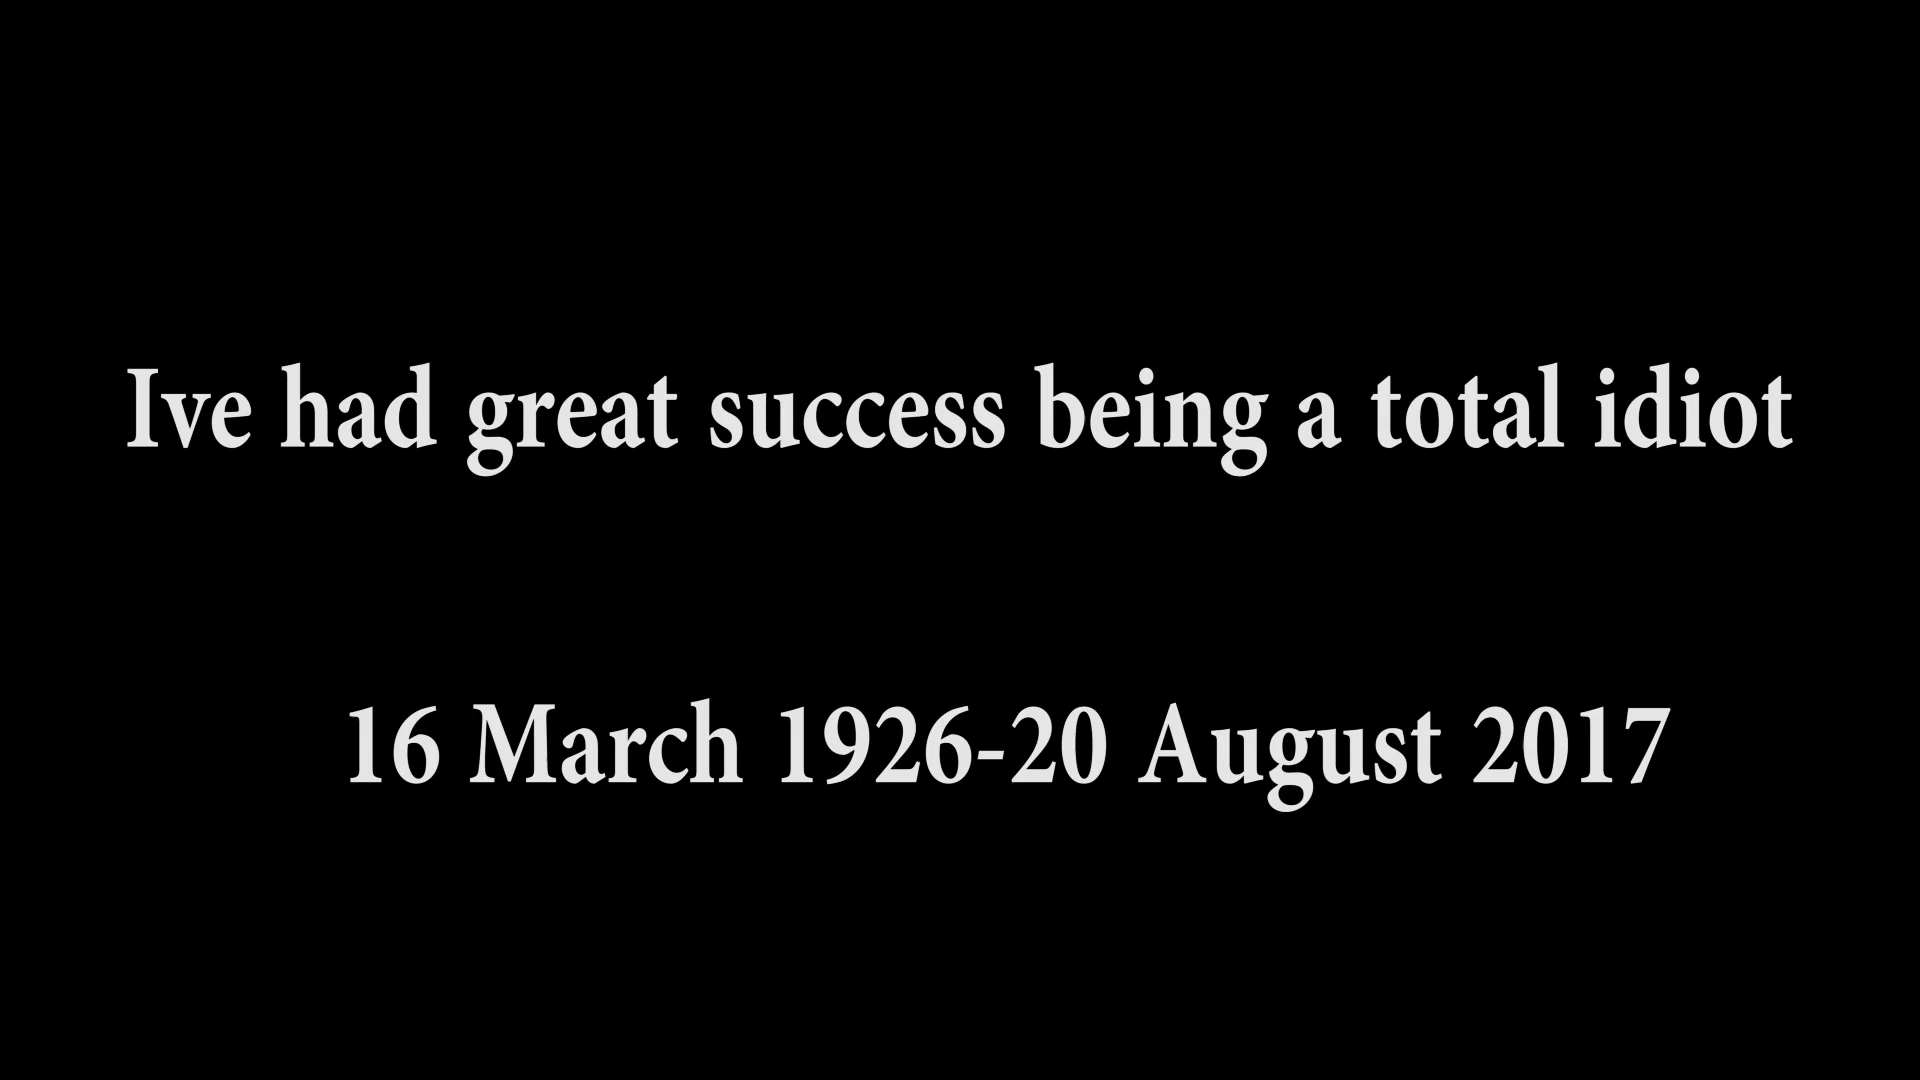 Ive had great success being a total idiot
16 March 1926-20 August 2017